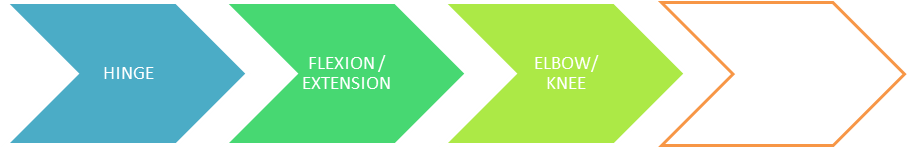 HINGE
FLEXION /
EXTENSION
ELBOW/
KNEE